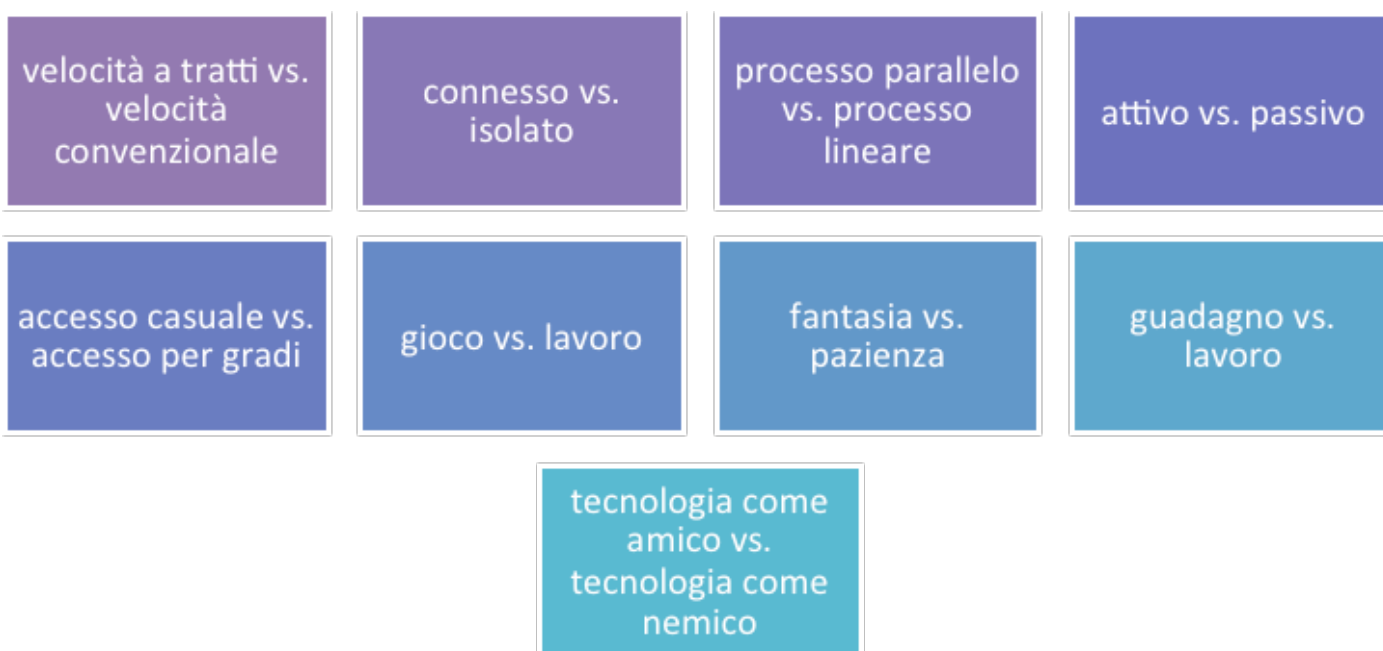 velocità a tratti vs.
velocità
convenzionale
connesso vs.
isolato
processo parallelo
vs. processo
lineare
attivo vs. passivo
accesso casuale vs.
accesso per gradi
gioco vs. lavoro
fantasia vs.
pazienza
guadagno vs.
lavoro
tecnologia come
amico vs.
tecnologia come
nemico